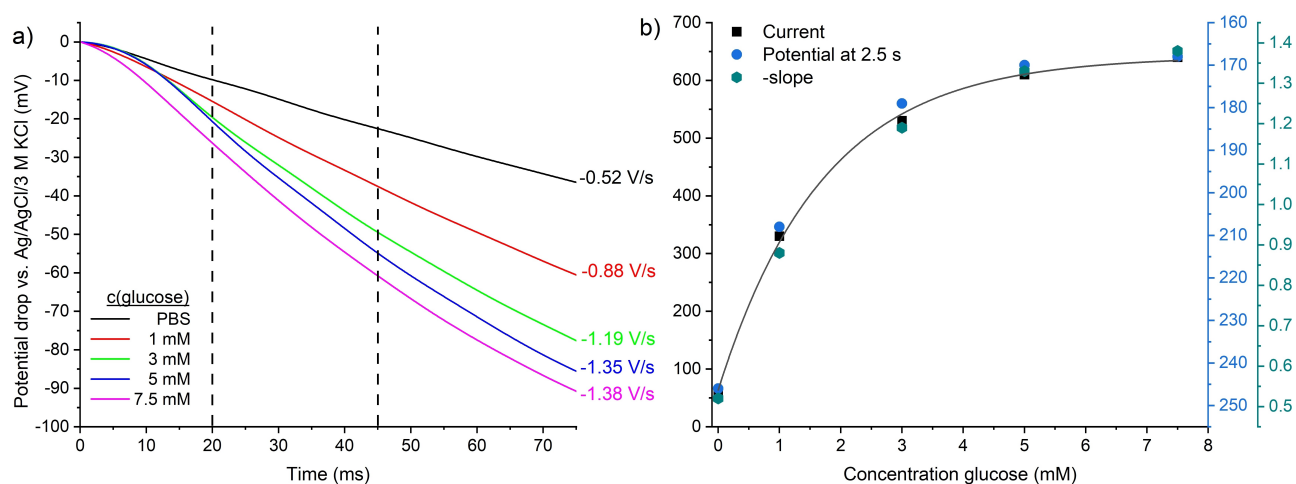 a)
Potential drop vs. Ag/AgCl/3 M KCl (mV)
0
-10
-20
-30
-40
-50
-60
-70
-80
-90
-100
0
10
20
30
40
50
60
70
Time (ms)
c(glucose)
PBS
1 mM
3 mM
5 mM
7.5 mM
-0.52 V/s
-0.88 V/s
-1.19 V/s
-1.35 V/s
-1.38 V/s
b)
700
600
500
400
300
200
100
0
Current
Potential at 2.5 s
-slope
0
1
2
3
4
5
6
7
8
Concentration glucose (mM)
160
170
180
190
200
210
220
230
240
250
1.4
1.3
1.2
1.1
1.0
0.9
0.8
0.7
0.6
0.5